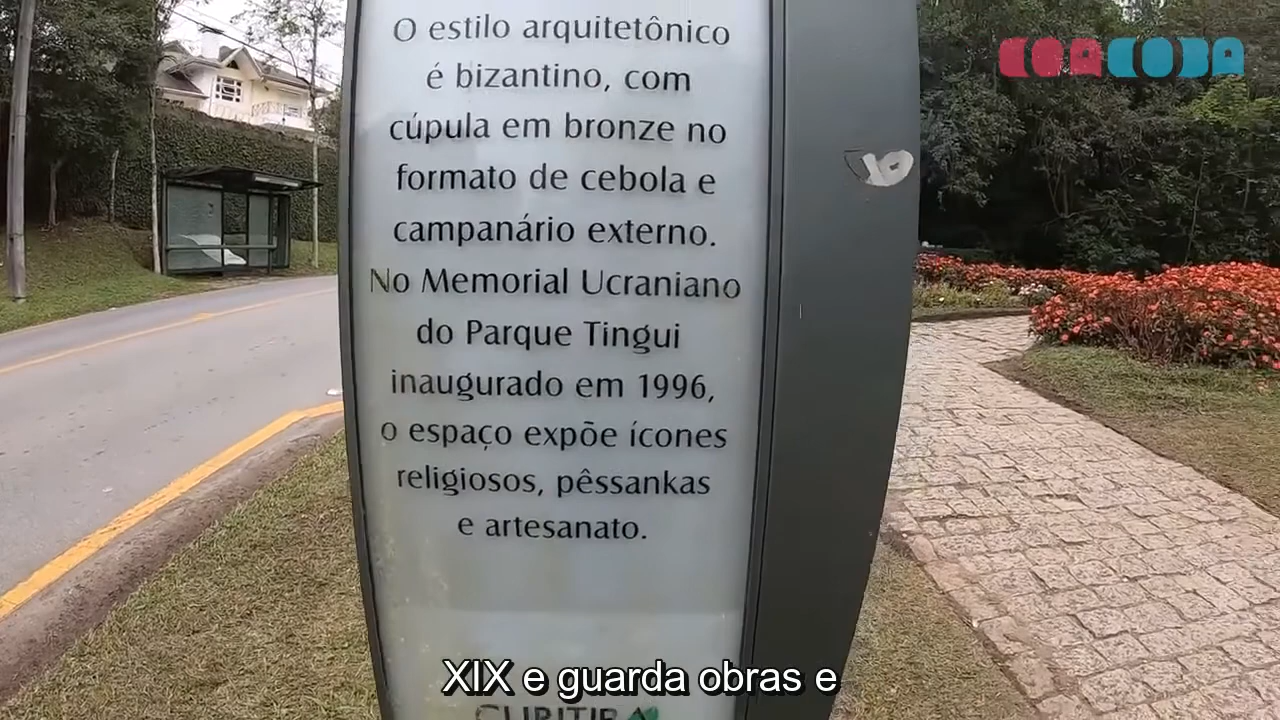 O estilo arquitetônico
é bizantino, com
cúpula em bronze no
formato de cebola e
campanário externo.
No Memorial Ucraniano
do Parque Tingui
inaugurado em 1996,
o espaço expõe ícones
religiosos, pêssankas
e artesanato.
CURITIBA
XIX e guarda obras e